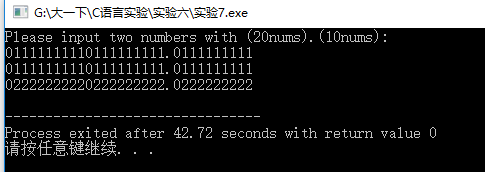 G:\大一下\C语言实验\实验六\实验7.exe
Please input two numbers with (20nums).(10nums):
01111111110111111111.0111111111
01111111110111111111.0111111111
02222222220222222222.0222222222
--------------------------------
Process exited after 42.72 seconds with return value 0
请按任意键继续. . .